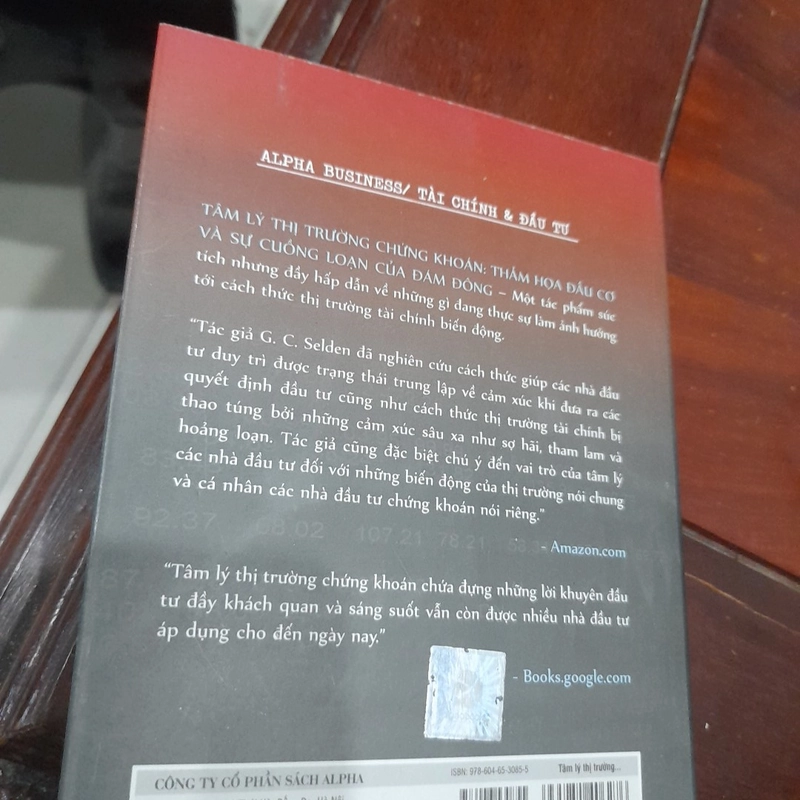 ALPHA BUSINESS/ TÀI CHÍNH & ĐẦU TƯ
TÂM LÝ THỊ TRƯỜNG CHỨNG KHOÁN: THẢM HỌA ĐẦU CƠ
VÀ SỰ CUỒNG LOẠN CỦA ĐÁM ĐÔNG – Một tác phẩm súc
tích nhưng đầy hấp dẫn về những gì đang thực sự làm ảnh hưởng
tới cách thức thị trường tài chính biến động.
"Tác giả G. C. Selden đã nghiên cứu cách thức giúp các nhà đầu
tư duy trì được trạng thái trung lập về cảm xúc khi đưa ra các
quyết định đầu tư cũng như cách thức thị trường tài chính bị
thao túng bởi những cảm xúc sâu xa như sợ hãi, tham lam và
hoảng loạn. Tác giả cũng đặc biệt chú ý đến vai trò của tâm lý
các nhà đầu tư đối với những biến động của thị trường nói chung
và cá nhân các nhà đầu tư chứng khoán nói riêng."
92.37 107.21 78.21
- Amazon.com
"Tâm lý thị trường chứng khoán chứa đựng những lời khuyên đầu
tư đầy khách quan và sáng suốt vẫn còn được nhiều nhà đầu tư
áp dụng cho đến ngày nay."
- Books.google.com
ISBN: 978-604-65-3085-5
Tâm lý thị trường...
CÔNG TY CỔ PHẦN SÁCH ALPHA